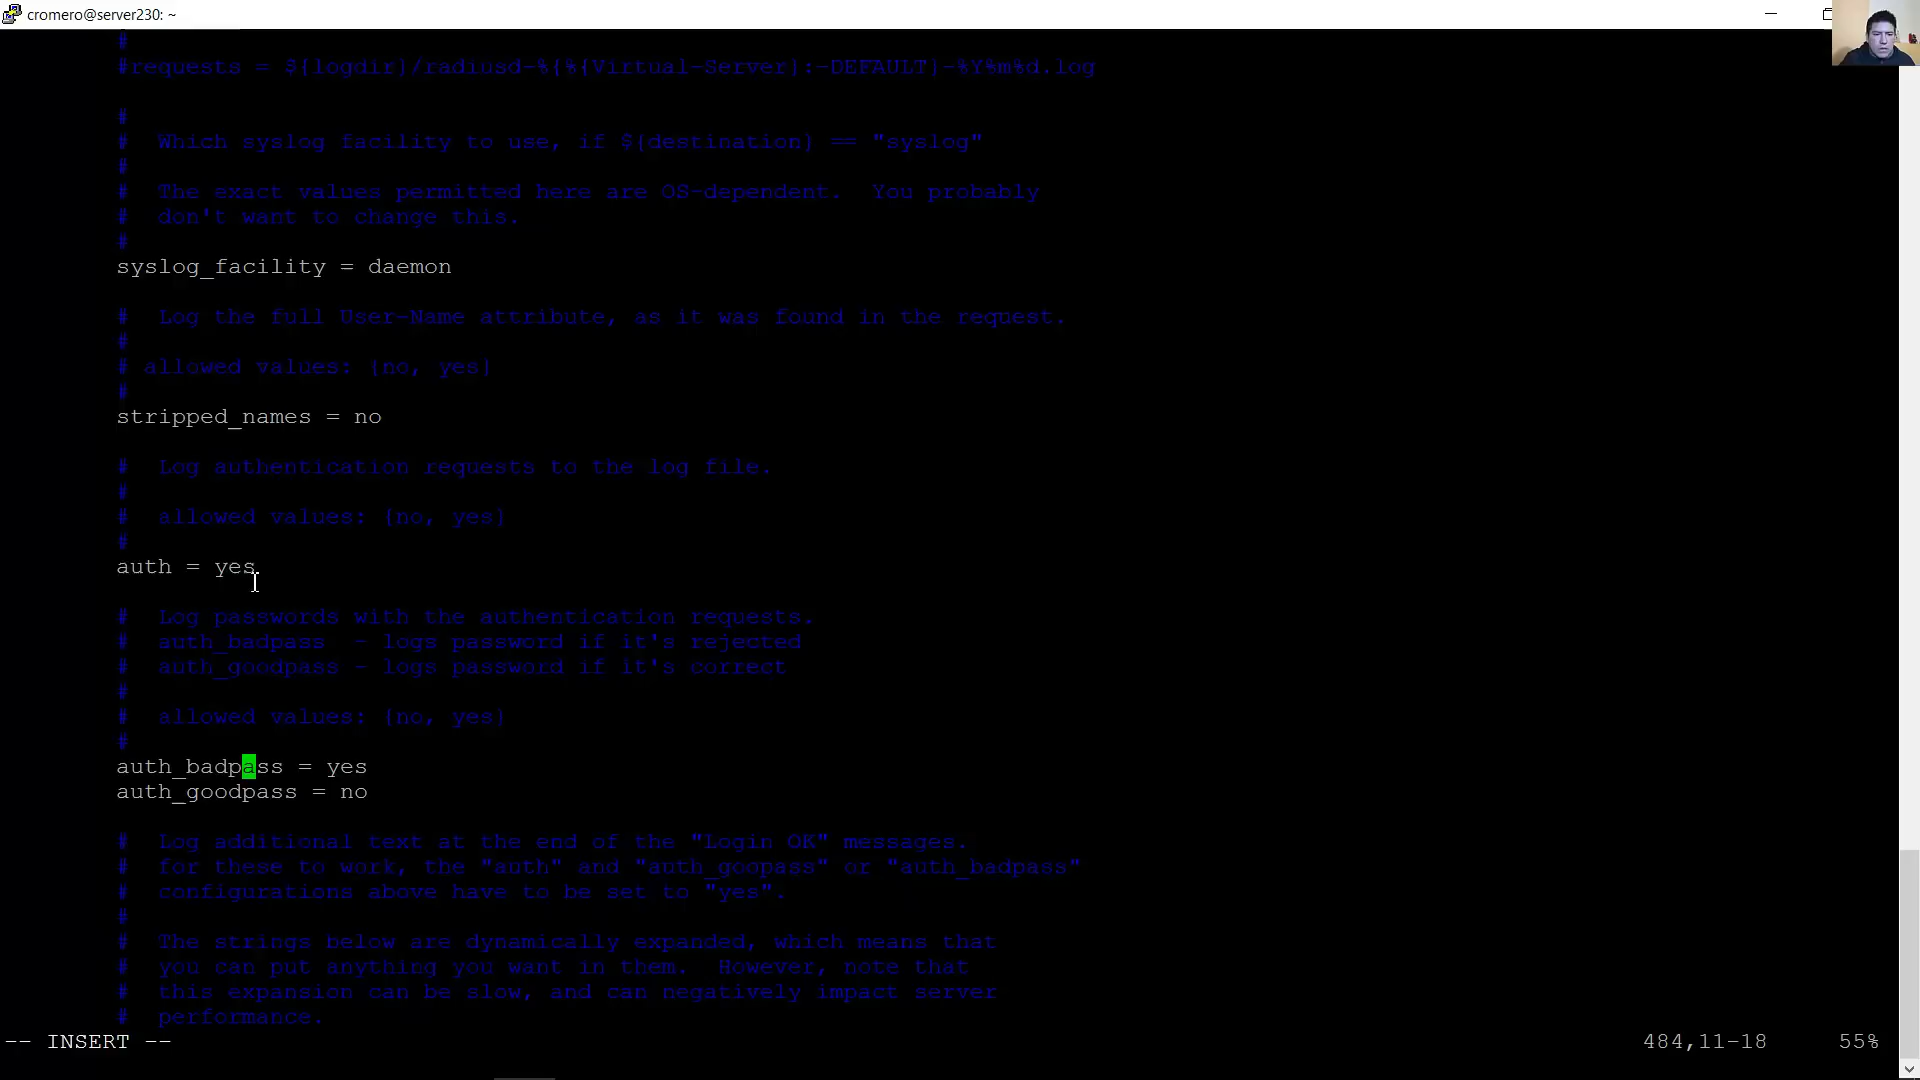 cromero@server230: ~
#
#requests = ${logdir}/radiusd-%{%{Virtual-Server}:-DEFAULT}-%Y%m%d.log
#
#  Which syslog facility to use, if ${destination} == "syslog"
#
#  The exact values permitted here are OS-dependent.  You probably
#  don't want to change this.
#
syslog_facility = daemon
#  Log the full User-Name attribute, as it was found in the request.
#
# allowed values: {no, yes}
#
stripped_names = no
#  Log authentication requests to the log file.
#
#  allowed values: {no, yes}
#
auth = yes
#  Log passwords with the authentication requests.
#  auth_badpass  - logs password if it's rejected
#  auth_goodpass - logs password if it's correct
#
#  allowed values: {no, yes}
#
auth_badpass = yes
auth_goodpass = no
#  Log additional text at the end of the "Login OK" messages.
#  for these to work, the "auth" and "auth_goopass" or "auth_badpass"
#  configurations above have to be set to "yes".
#
#  The strings below are dynamically expanded, which means that
#  you can put anything you want in them.  However, note that
#  this expansion can be slow, and can negatively impact server
#  performance.
-- INSERT -- 484,11-18 55%